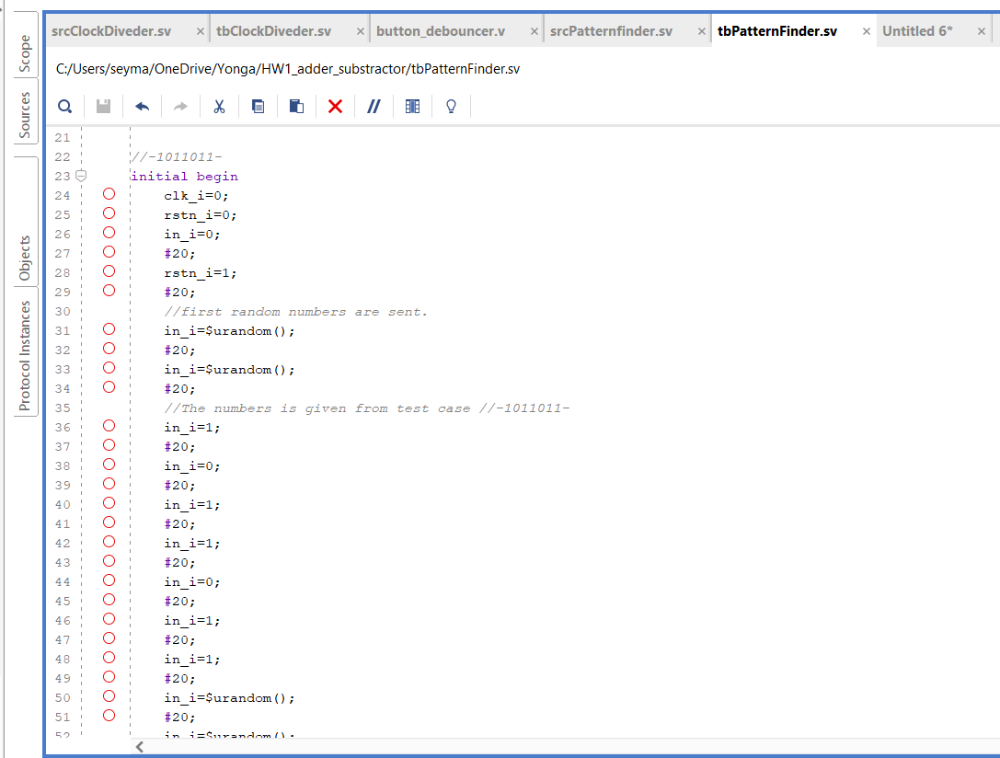 Scope
Sources
Objects
Protocol Instances
srcClockDiveder.sv × tbClockDiveder.sv × button_debouncer.v × srcPatternfinder.sv × tbPatternFinder.sv × Untitled 6* ×
C:/Users/seyma/OneDrive/Yonga/HW1_adder_substractor/tbPatternFinder.sv
21
22 //-1011011-
23 initial begin
24 clk_i=0;
25 rstn_i=0;
26 in_i=0;
27 #20;
28 rstn_i=1;
29 #20;
30 //first random numbers are sent.
31 in_i=$urandom();
32 #20;
33 in_i=$urandom();
34 #20;
35 //The numbers is given from test case //-1011011-
36 in_i=1;
37 #20;
38 in_i=0;
39 #20;
40 in_i=1;
41 #20;
42 in_i=1;
43 #20;
44 in_i=0;
45 #20;
46 in_i=1;
47 #20;
48 in_i=1;
49 #20;
50 in_i=$urandom();
51 #20;
52 in_i=$urandom();